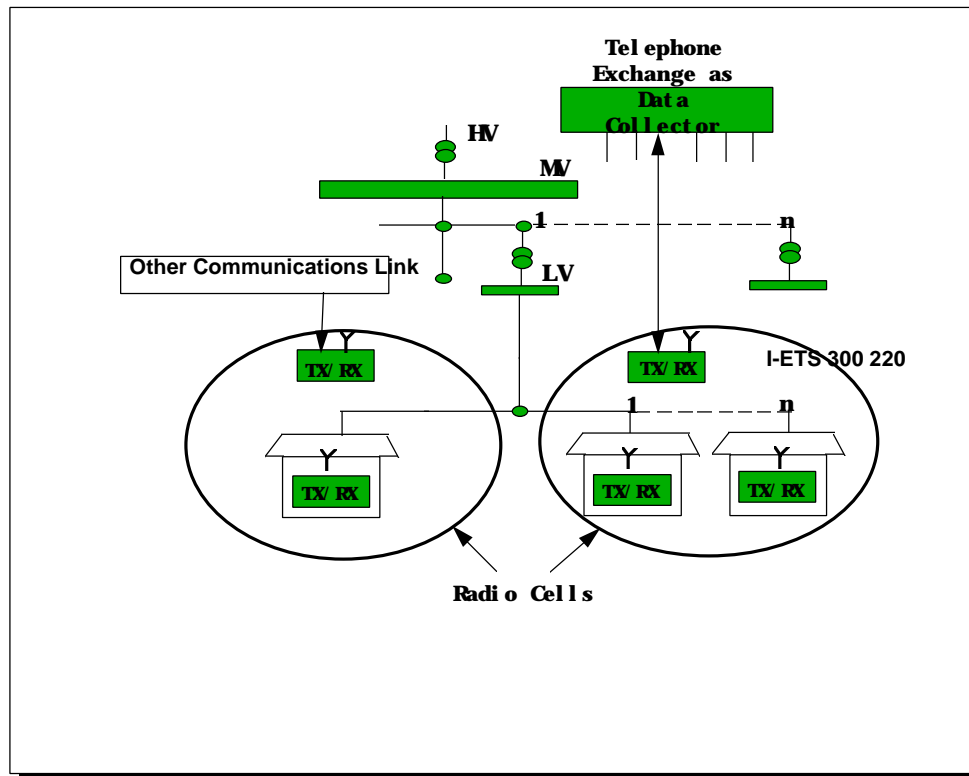 Telephone
Exchange as
Data
Collector
HV
MV
1
n
LV
Other Communications Link
TX/RX
TX/RX
I-ETS 300 220
1
n
TX/RX
TX/RX
TX/RX
Radio Cells